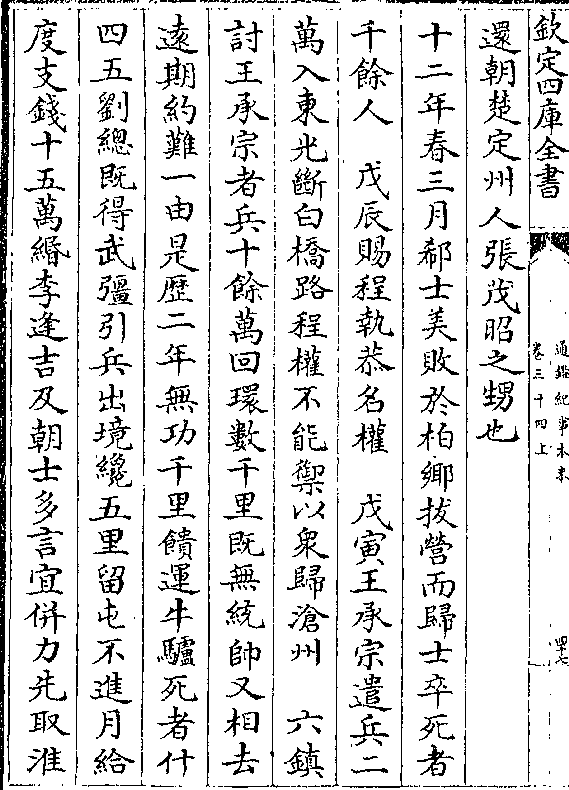 欽定四庫全書
通鑑紀事本末
卷三十四上
還朝楚定州人張茂昭之甥也
十二年春三月郗士美敗於柏鄉拔營而歸士卒死者
千餘人　戊辰賜程執恭名權　戊寅王承宗遣兵二
萬入東光斷白橋路程權不能禦以衆歸滄州　六鎮
討王承宗者兵十餘萬回環數千里既無統帥又相去
逺期約難一由是歴二年無功千里饋運牛驢死者什
四五劉總既得武彊引兵出境纔五里留屯不進月給
度支錢十五萬緡李逢吉及朝士多言宜併力先取淮